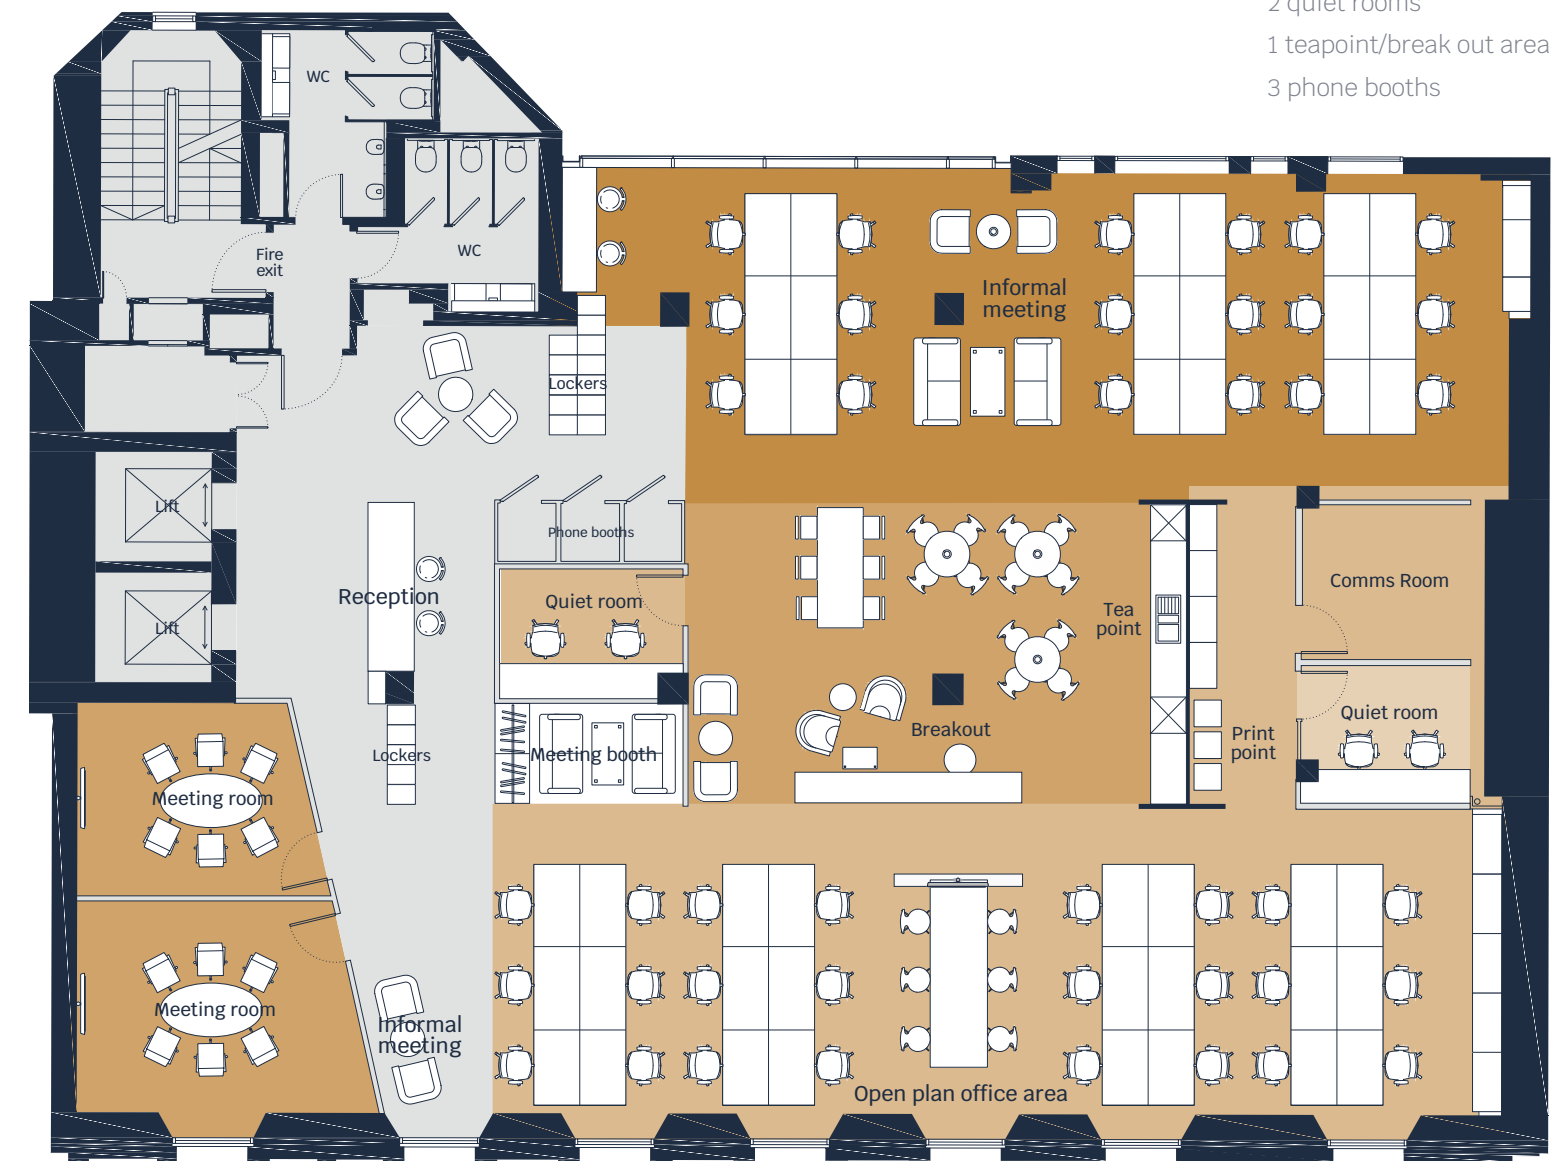 2 quiet rooms
1 teapoint/break out area
3 phone booths
WC
WC
Fire
exit
Informal
meeting
Lockers
Lift
Phone booths
Reception
Quiet room
Comms Room
Tea
point
Lift
Quiet room
Breakout
Print
point
Lockers
Meeting booth
Meeting room
Meeting room
Informal
meeting
Open plan office area